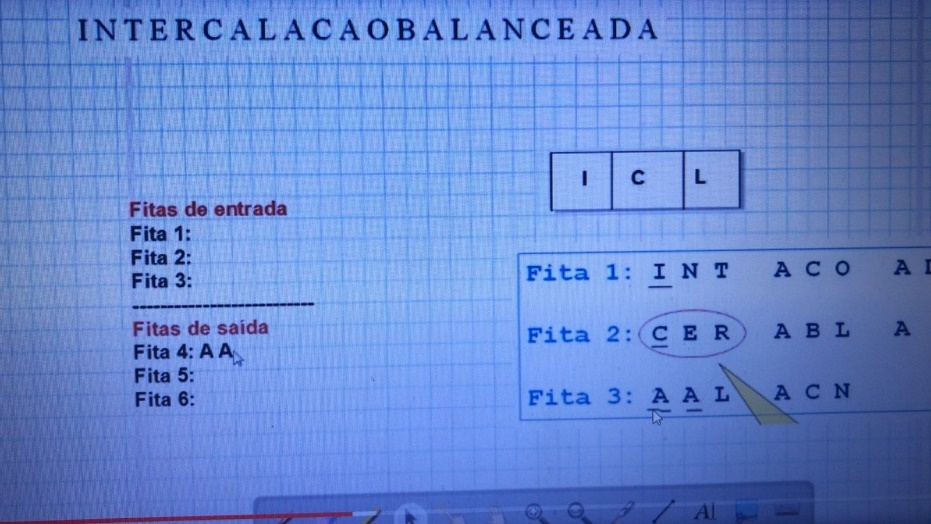 INTERCALACAOBALANCEADA
I C L
Fitas de entrada
Fita 1:
Fita 2:
Fita 3:
------------------------
Fitas de saída
Fita 4: A A
Fita 5:
Fita 6:
Fita 1: I N T A C O A
Fita 2: C E R A B L A
Fita 3: A A L A C N
AI